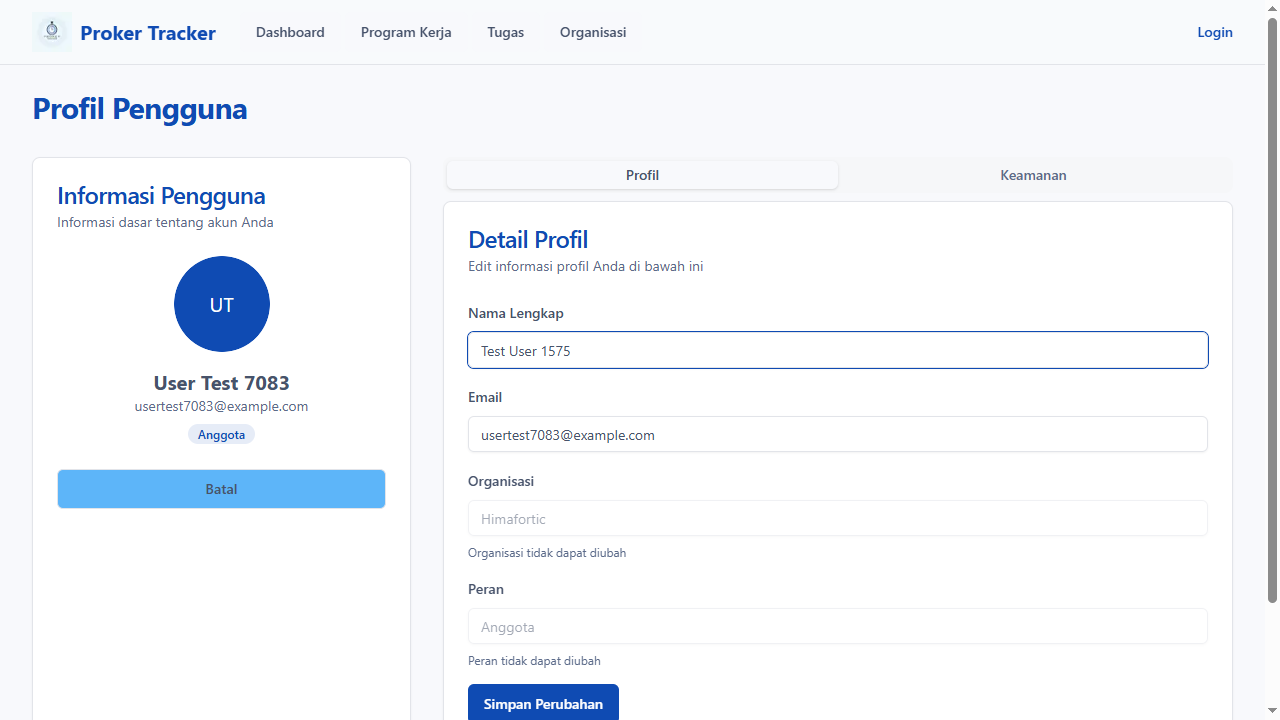 Proker Tracker
Dashboard
Program Kerja
Tugas
Organisasi
Login
Profil Pengguna
Informasi Pengguna
Informasi dasar tentang akun Anda
UT
User Test 7083
usertest7083@example.com
Anggota
Batal
Profil
Keamanan
Detail Profil
Edit informasi profil Anda di bawah ini
Nama Lengkap
Test User 1575
Email
usertest7083@example.com
Organisasi
Himafortic
Organisasi tidak dapat diubah
Peran
Anggota
Peran tidak dapat diubah
Simpan Perubahan